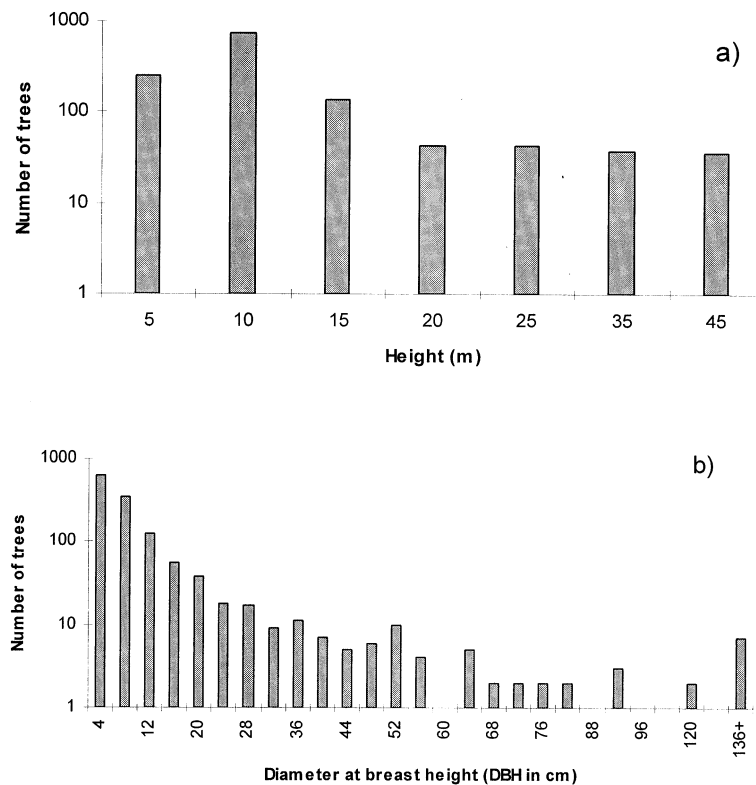 a)
Number of trees
1000
100
10
1
5 10 15 20 25 35 45
Height (m)
b)
Number of trees
1000
100
10
1
4 12 20 28 36 44 52 60 68 76 88 96 120 136+
Diameter at breast height (DBH in cm)